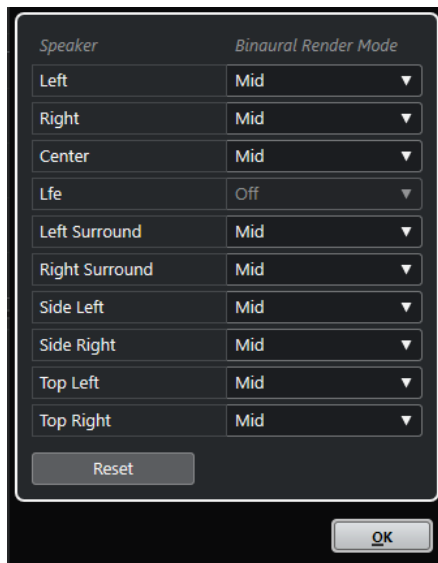 Speaker Binaural Render Mode
Left Mid
Right Mid
Center Mid
Lfe Off
Left Surround Mid
Right Surround Mid
Side Left Mid
Side Right Mid
Top Left Mid
Top Right Mid
Reset
OK